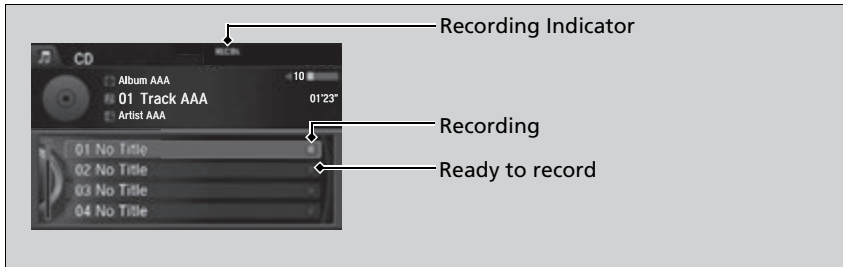 Recording Indicator
CD
Album AAA
10
01 Track AAA
01'23"
Artist AAA
Recording
01 No Title
Ready to record
02 No Title
03 No Title
04 No Title